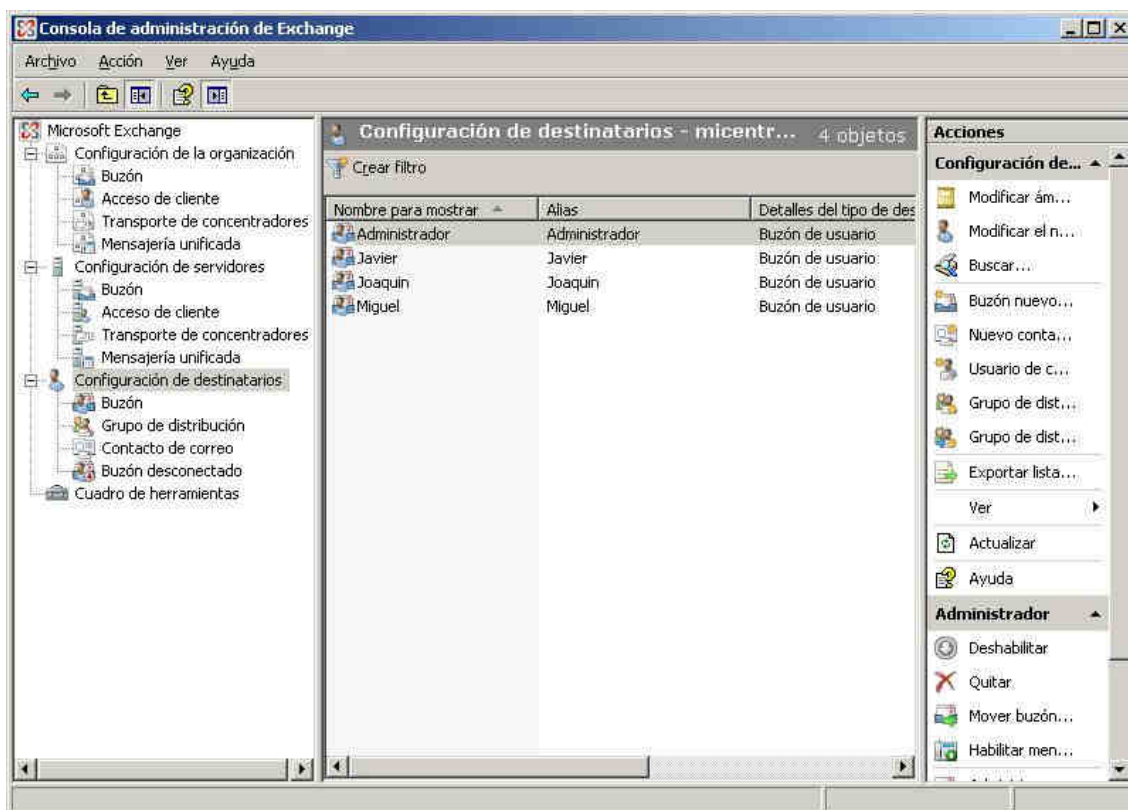 Consola de administración de Exchange
Archivo Acción Ver Ayuda
Microsoft Exchange
Configuración de la organización
Buzón
Acceso de cliente
Transporte de concentradores
Mensajería unificada
Configuración de servidores
Buzón
Acceso de cliente
Transporte de concentradores
Mensajería unificada
Configuración de destinatarios
Buzón
Grupo de distribución
Contacto de correo
Buzón desconectado
Cuadro de herramientas
Configuración de destinatarios - micentr... 4 objetos
Crear filtro
Nombre para mostrar Alias Detalles del tipo de des
Administrador Administrador Buzón de usuario
Javier Javier Buzón de usuario
Joaquin Joaquin Buzón de usuario
Miguel Miguel Buzón de usuario
Acciones
Configuración de...
Modificar ám...
Modificar el n...
Buscar...
Buzón nuevo...
Nuevo conta...
Usuario de c...
Grupo de dist...
Grupo de dist...
Exportar lista...
Ver
Actualizar
Ayuda
Administrador
Deshabilitar
Quitar
Mover buzón...
Habilitar men...